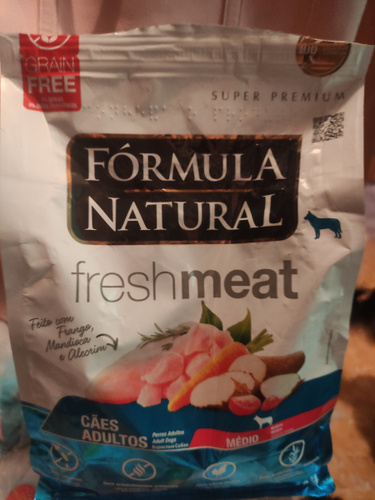 GRAIN
FREE
SUPER PREMIUM
FÓRMULA
NATURAL
freshmeat
Feito com
Frango,
Mandioca
e Alecrim
CÃES
ADULTOS
Perros Adultos
Adult Dogs
MÉDIO